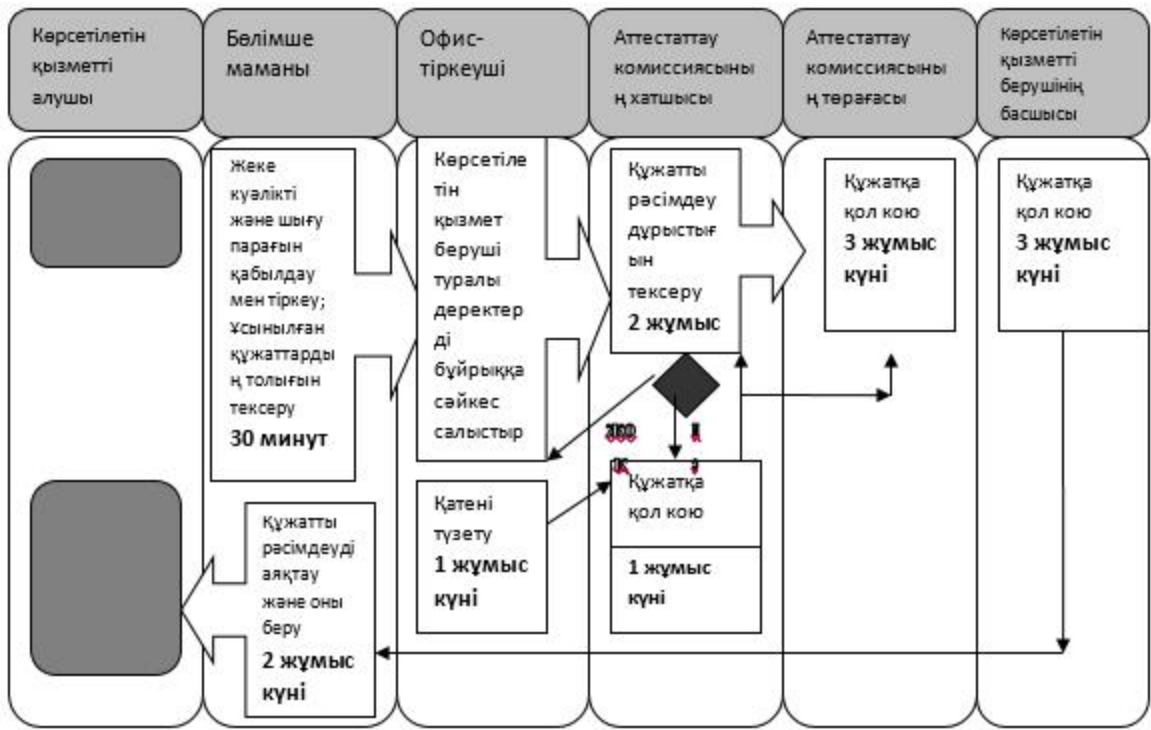 Көрсетілетін
қызметті
алушы
Бөлімше
маманы
Офис-
тіркеуші
Аттестаттау
комиссиясыны
ң хатшысы
Аттестаттау
комиссиясыны
ң төрағасы
Көрсетілетін
қызметті
берушінің
басшысы
Жеке
куәлікті
және шығу
парағын
қабылдау
мен тіркеу;
Ұсынылған
құжаттарды
ң толығын
тексеру
30 минут
Көрсетіле
тін
қызмет
беруші
туралы
деректер
ді
бұйрыққа
сәйкес
салыстыр
Құжатты
рәсімдеу
дұрыстығ
ын
тексеру
2 жұмыс
Құжатқа
қол кою
3 жұмыс
күні
Құжатқа
қол кою
3 жұмыс
күні
Құжатты
рәсімдеуді
аяқтау
және оны
беру
2 жұмыс
күні
Қатені
түзету
1 жұмыс
күні
Құжатқа
қол кою
1 жұмыс
күні